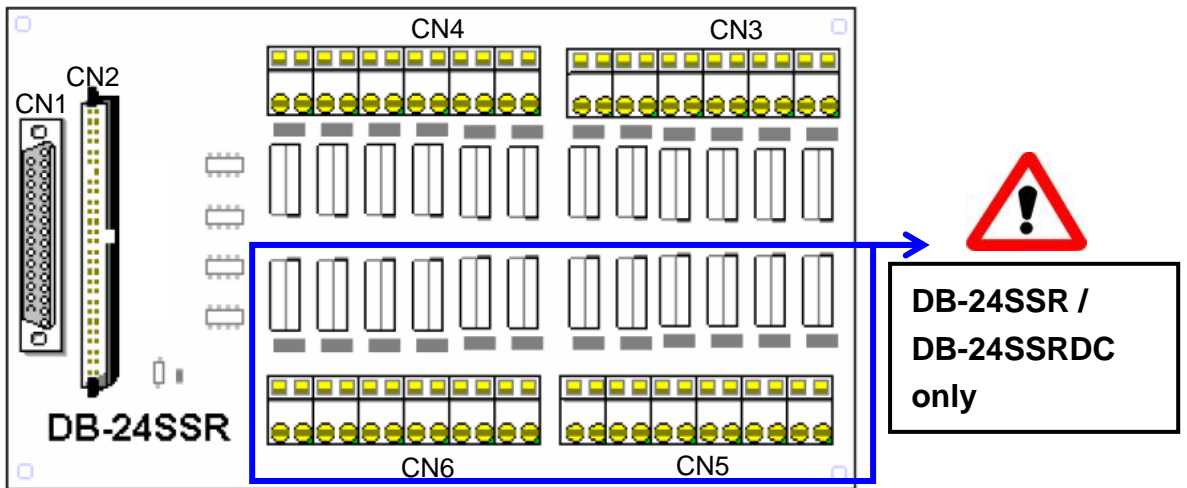 CN4
CN3
CN2
CN1
DB-24SSR /
DB-24SSRDC
only
DB-24SSR
CN6
CN5